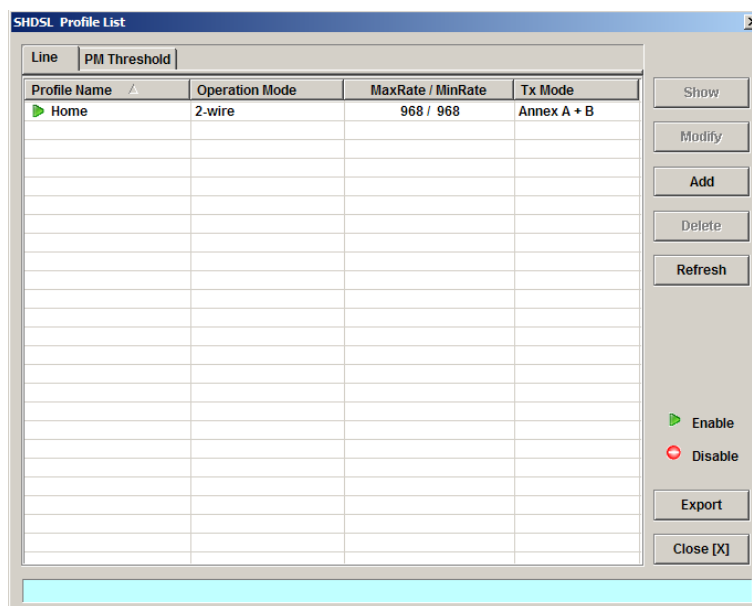 SHDSL Profile List
Line PM Threshold
Profile Name Operation Mode MaxRate / MinRate Tx Mode
Home 2-wire 968 / 968 Annex A + B
Show
Modify
Add
Delete
Refresh
Enable
Disable
Export
Close [X]